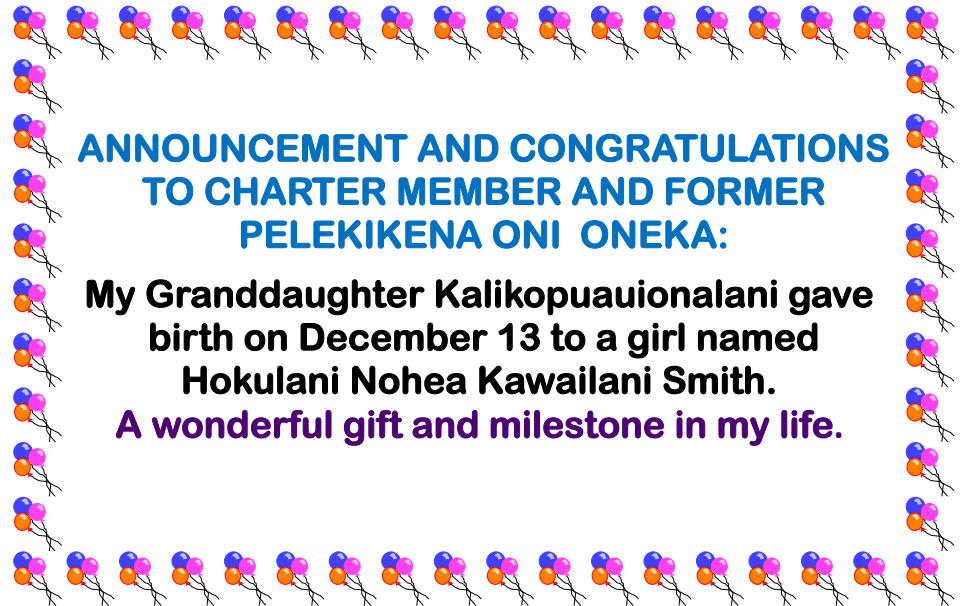 ANNOUNCEMENT AND CONGRATULATIONS
TO CHARTER MEMBER AND FORMER
PELEKIKENA ONI  ONEKA:
My Granddaughter Kalikopuauionalani gave
birth on December 13 to a girl named
Hokulani Nohea Kawailani Smith.
A wonderful gift and milestone in my life.